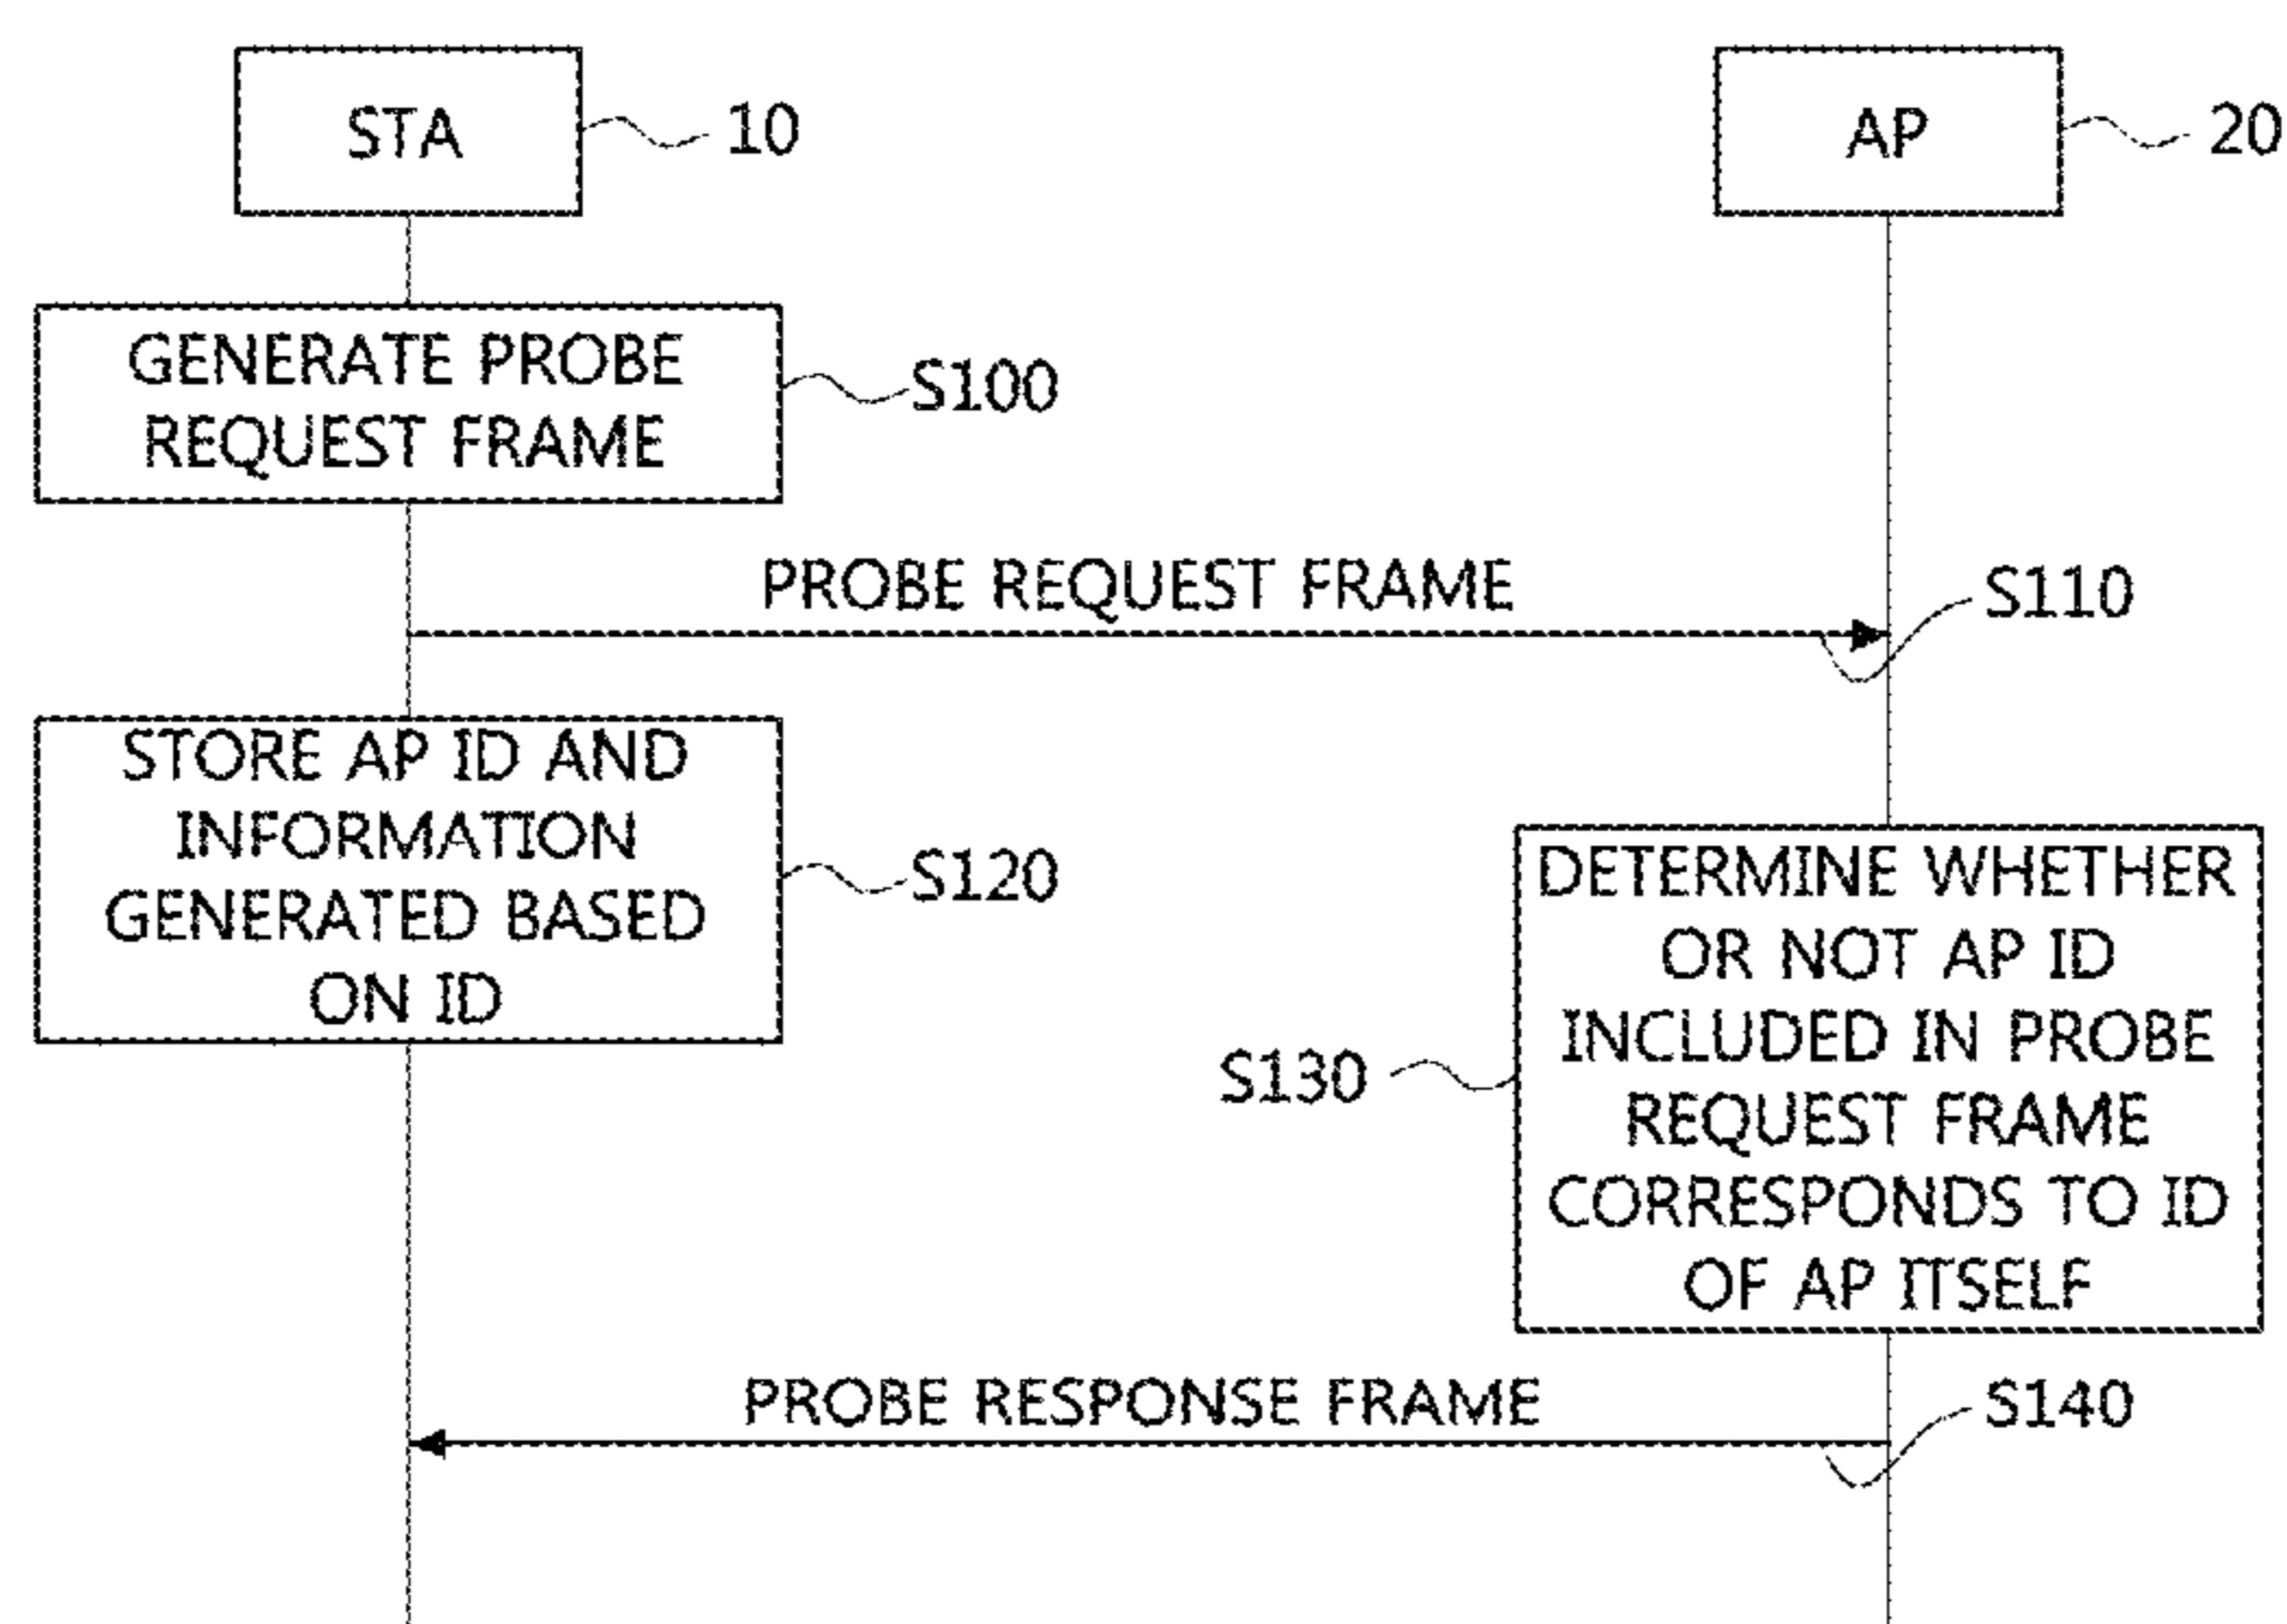 STA
10
AP
20
GENERATE PROBE
REQUEST FRAME
S100
PROBE REQUEST FRAME
S110
STORE AP ID AND
INFORMATION
GENERATED BASED
ON ID
S120
DETERMINE WHETHER
OR NOT AP ID
INCLUDED IN PROBE
REQUEST FRAME
CORRESPONDS TO ID
OF AP ITSELF
S130
PROBE RESPONSE FRAME
S140